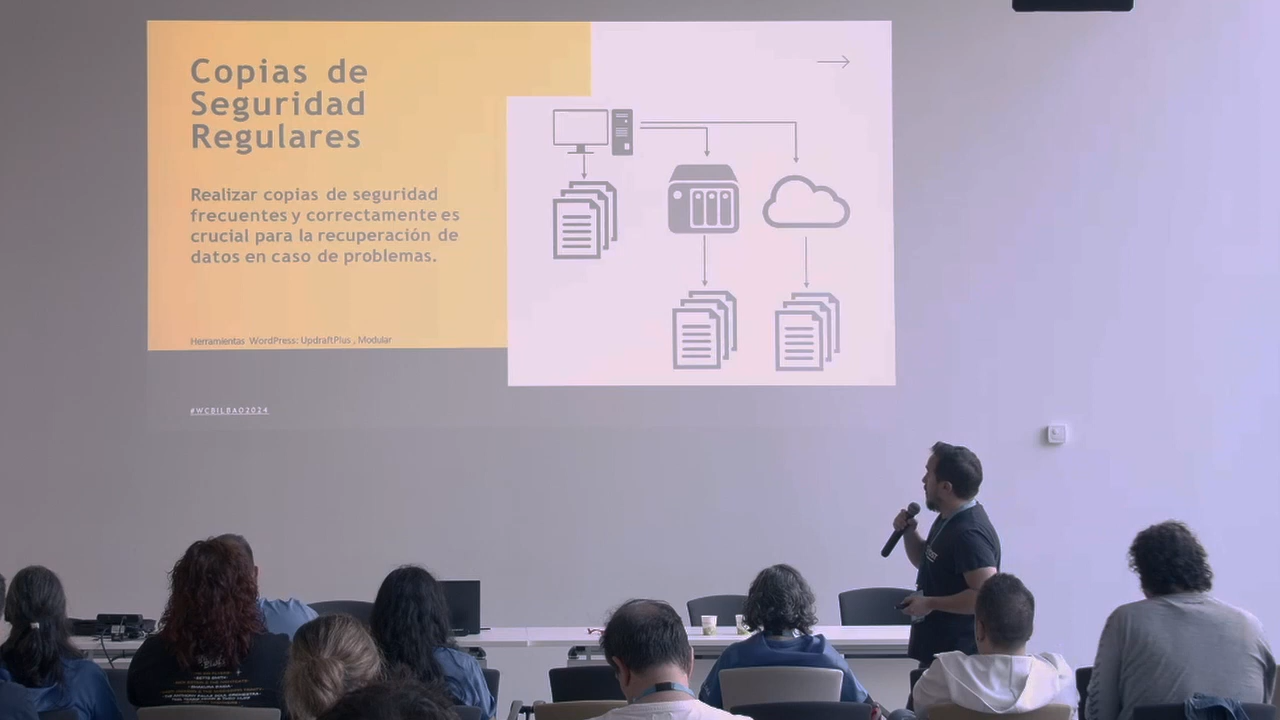 Copias de
Seguridad
Regulares
Realizar copias de seguridad
frecuentes y correctamente es
crucial para la recuperación de
datos en caso de problemas.
Herramientas WordPress: UpdraftPlus , Modular
#WCBILBAO2024